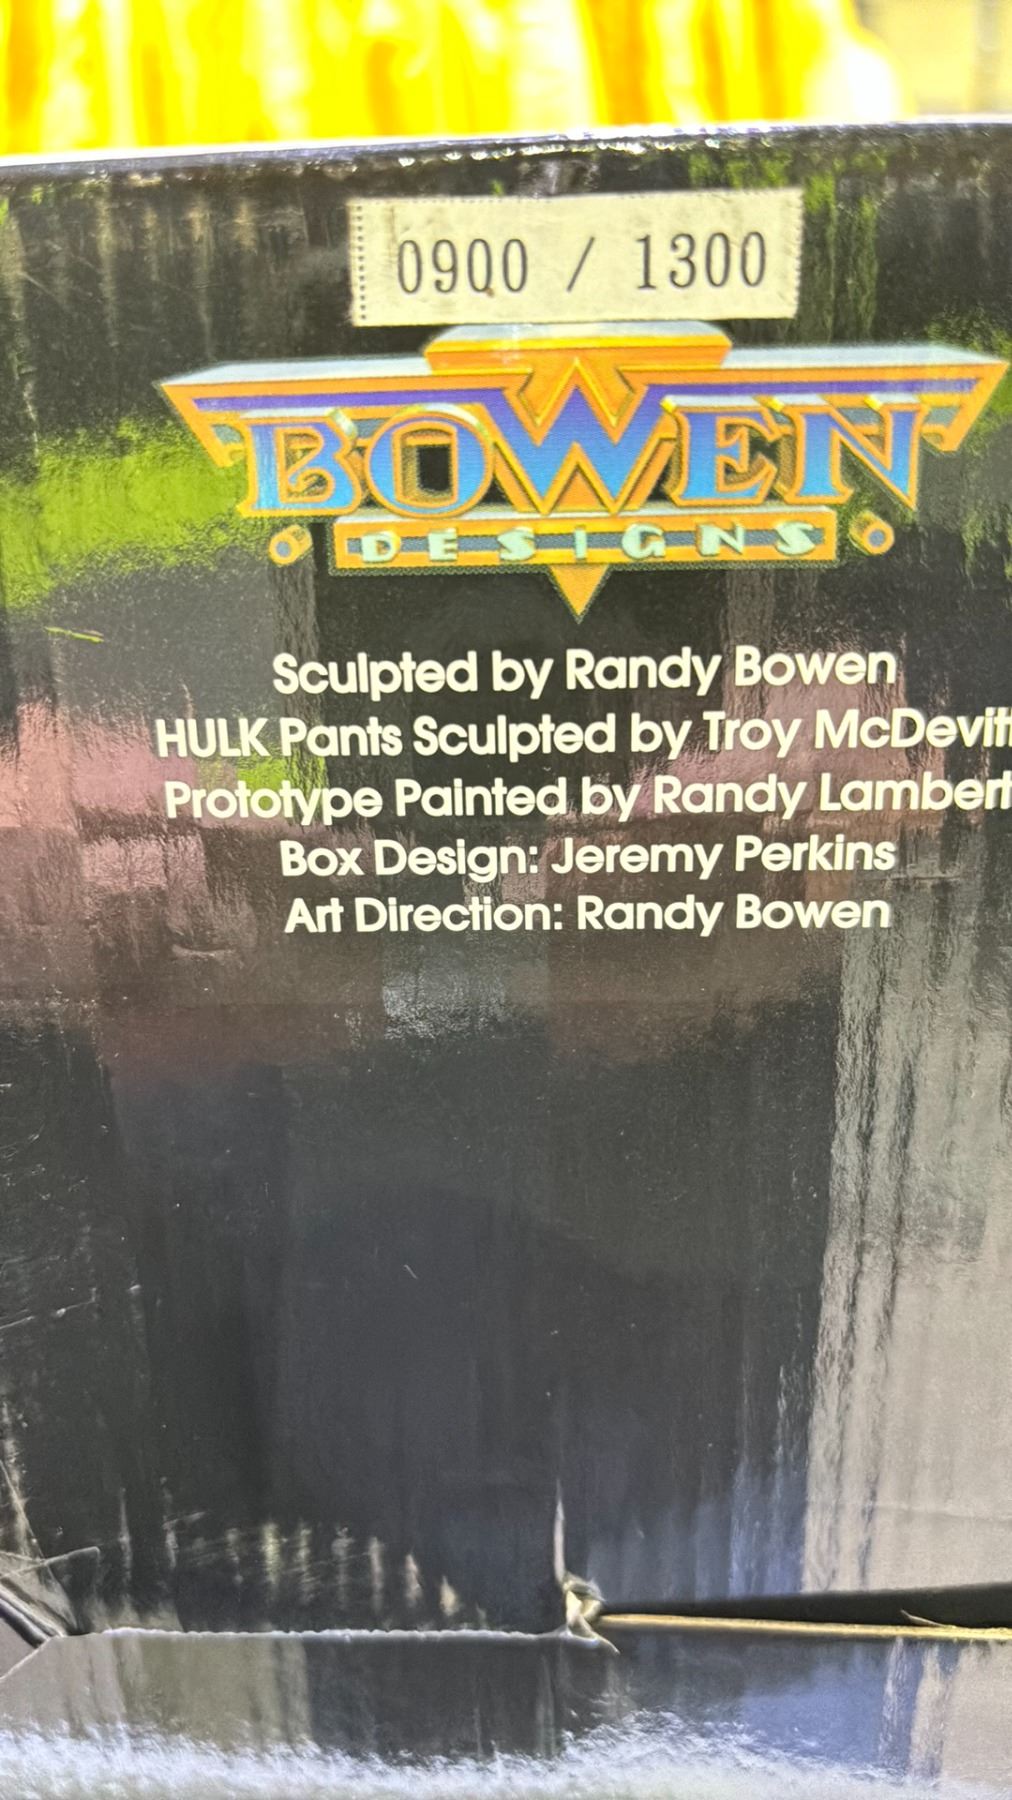 0900 / 1300
BOWEN
DESIGNS
Sculpted by Randy Bowen
HULK Pants Sculpted by Troy McDevitt
Prototype Painted by Randy Lambert
Box Design: Jeremy Perkins
Art Direction: Randy Bowen